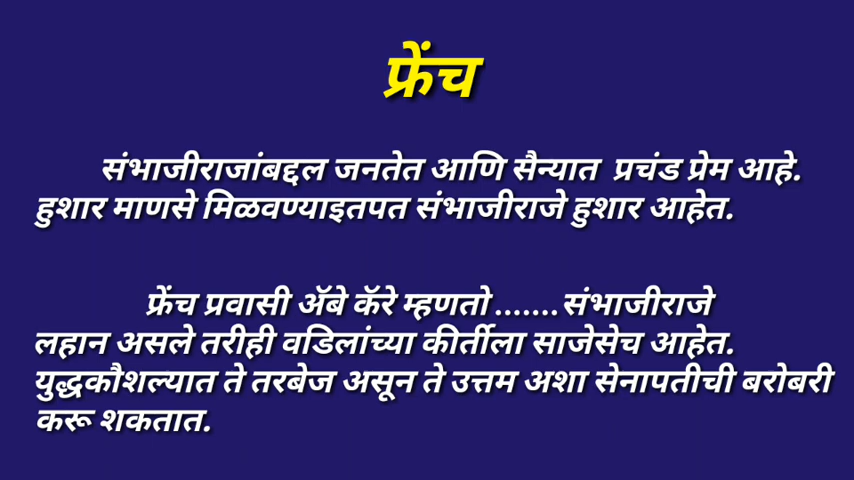 फ्रेंच
संभाजीराजांबद्दल जनतेत आणि सैन्यात प्रचंड प्रेम आहे.
हुशार माणसे मिळवण्याइतपत संभाजीराजे हुशार आहेत.
फ्रेंच प्रवासी ॲबे कॅरे म्हणतो.......संभाजीराजे
लहान असले तरीही वडिलांच्या कीर्तीला साजेसेच आहेत.
युद्धकौशल्यात ते तरबेज असून ते उत्तम अशा सेनापतीची बरोबरी
करू शकतात.